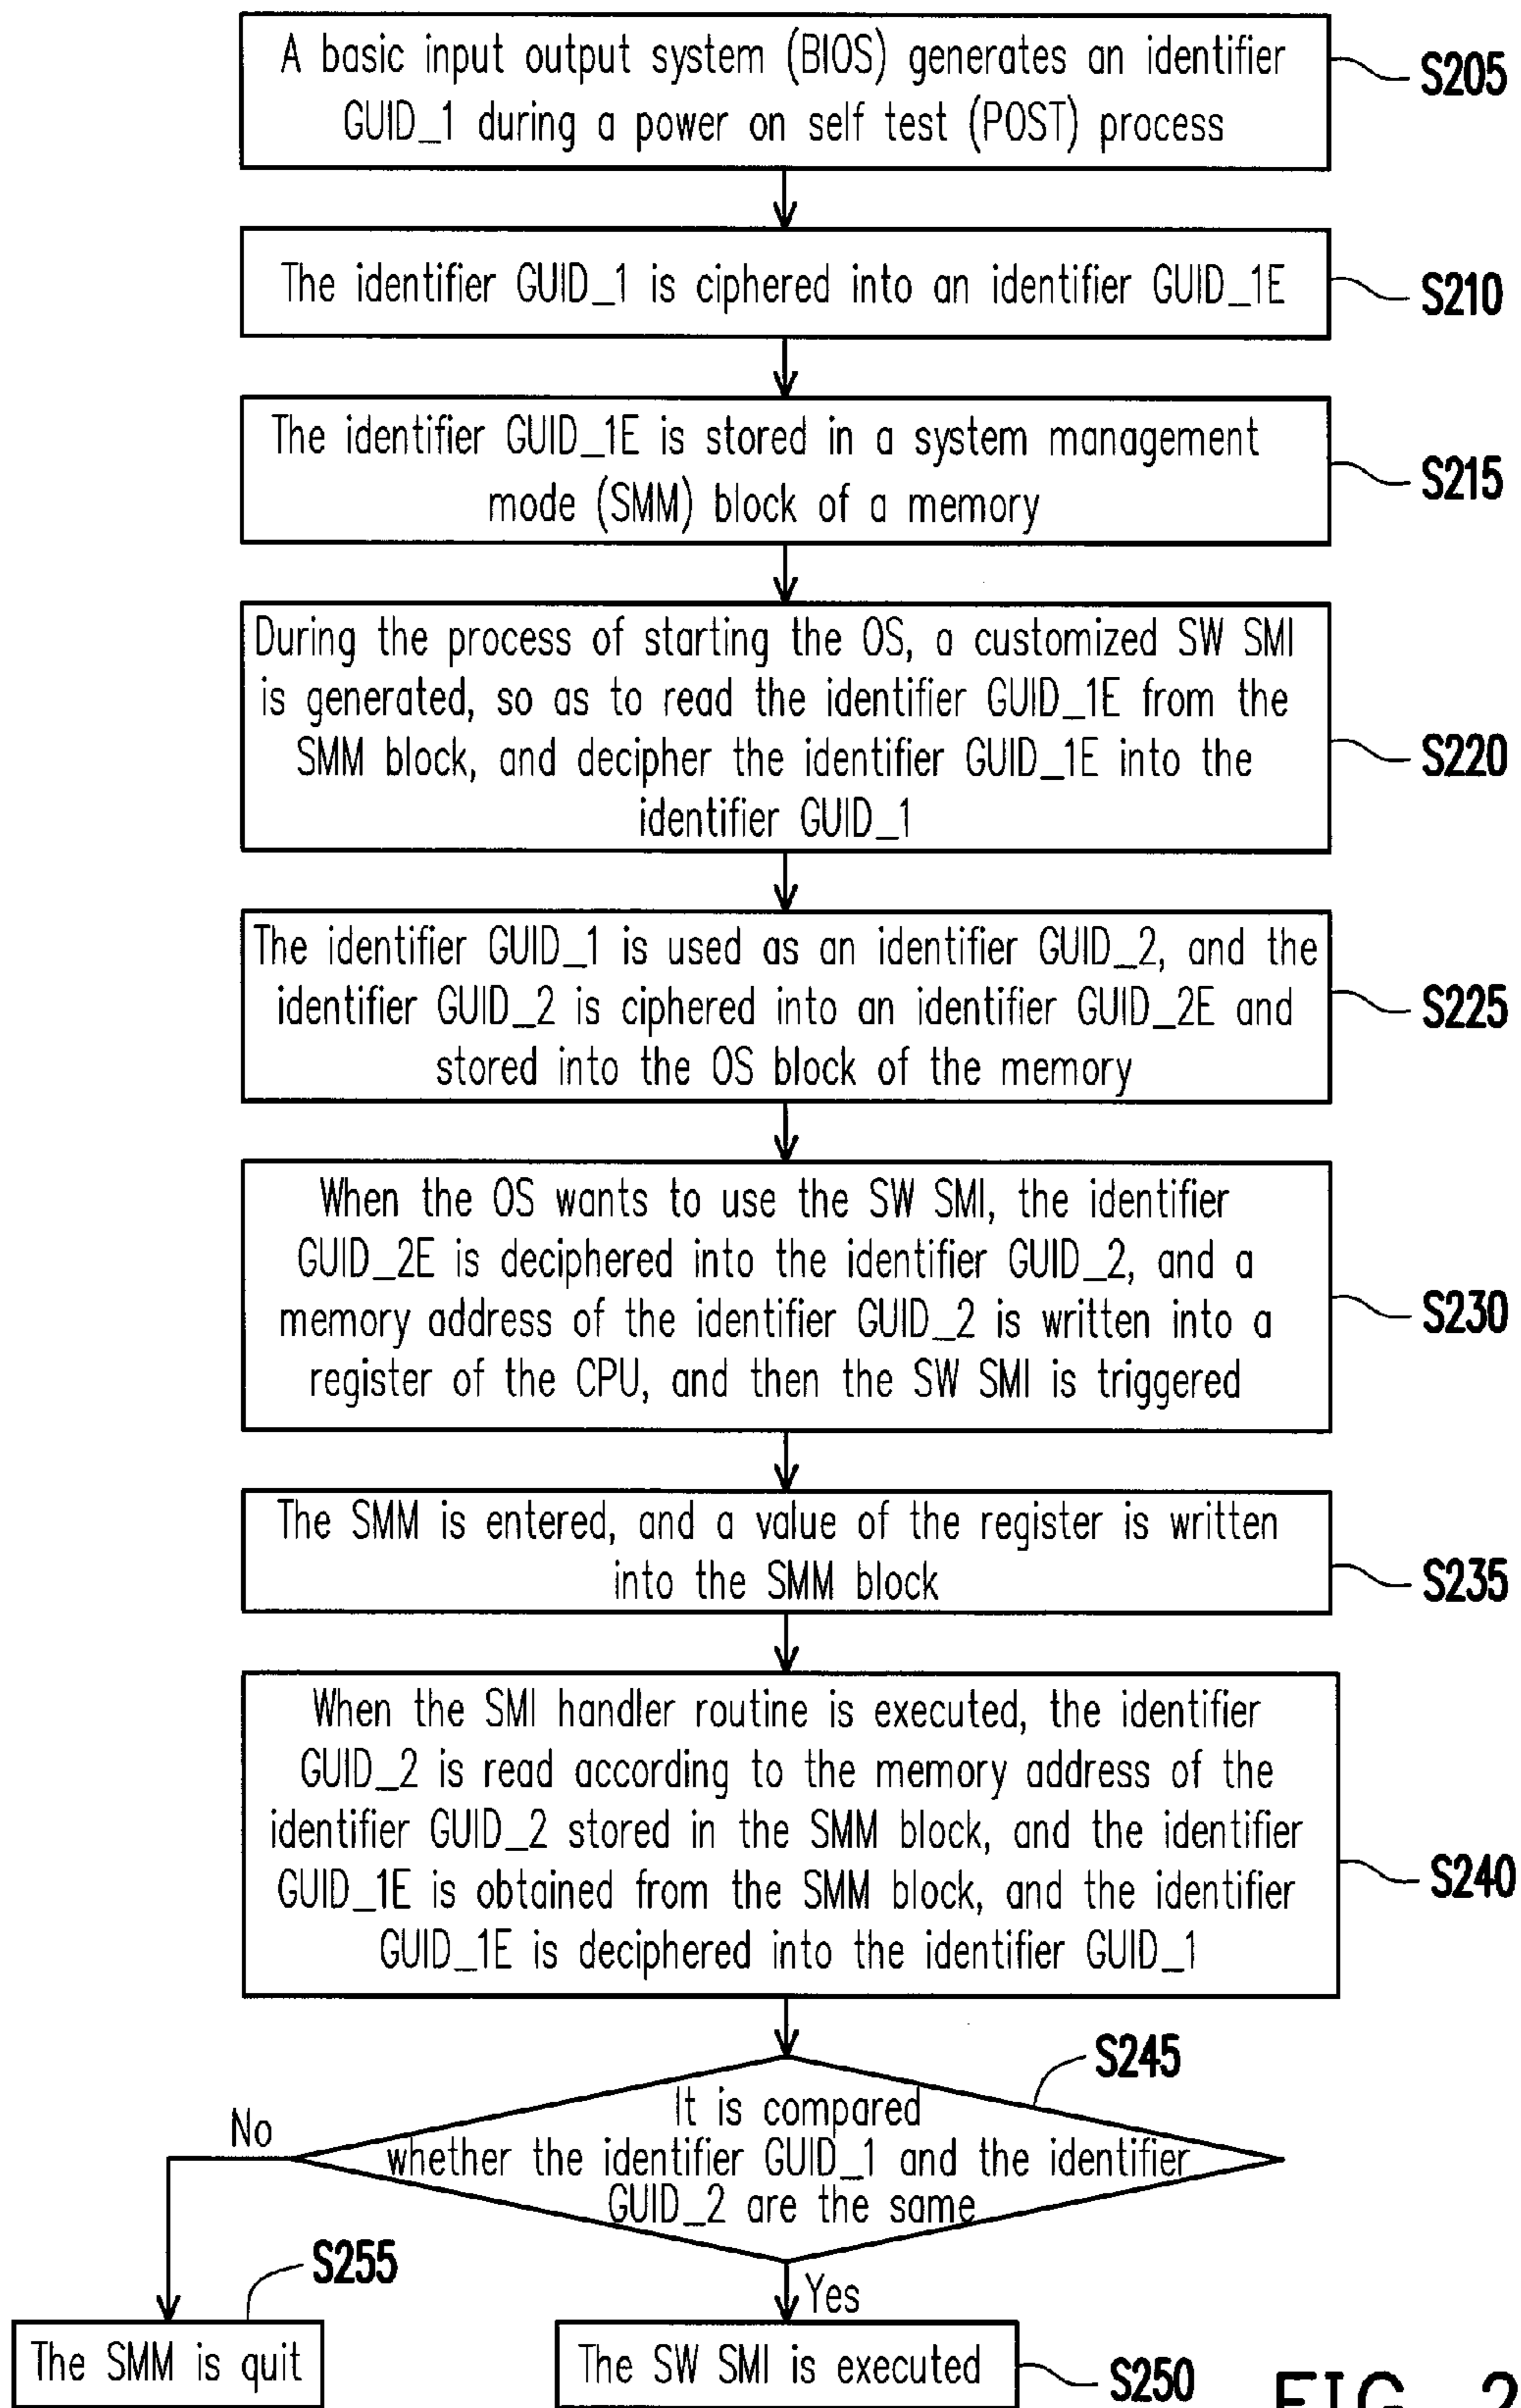 A basic input output system (BIOS) generates an identifier
GUID_1 during a power on self test (POST) process
S205
The identifier GUID_1 is ciphered into an identifier GUID_1E
S210
The identifier GUID_1E is stored in a system management
mode (SMM) block of a memory
S215
During the process of starting the OS, a customized SW SMI
is generated, so as to read the identifier GUID_1E from the
SMM block, and decipher the identifier GUID_1E into the
identifier GUID_1
S220
The identifier GUID_1 is used as an identifier GUID_2, and the
identifier GUID_2 is ciphered into an identifier GUID_2E and
stored into the OS block of the memory
S225
When the OS wants to use the SW SMI, the identifier
GUID_2E is deciphered into the identifier GUID_2, and a
memory address of the identifier GUID_2 is written into a
register of the CPU, and then the SW SMI is triggered
S230
The SMM is entered, and a value of the register is written
into the SMM block
S235
When the SMI handler routine is executed, the identifier
GUID_2 is read according to the memory address of the
identifier GUID_2 stored in the SMM block, and the identifier
GUID_1E is obtained from the SMM block, and the identifier
GUID_1E is deciphered into the identifier GUID_1
S240
S245
It is compared
whether the identifier GUID_1 and the identifier
GUID_2 are the same
No
Yes
S255
The SMM is quit
The SW SMI is executed
S250
FIG. 2